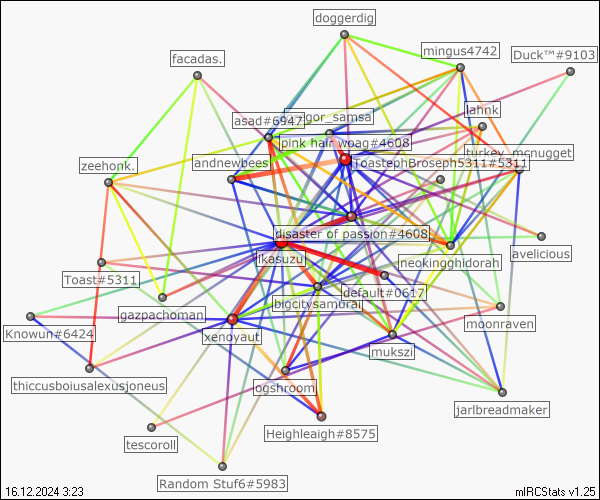 doggerdig
mingus4742
Duck™#9103
facadas.
lahnk
asad#6947
gor_samsa
pink hair woag#4608
turkey_mcnugget
andnewbees
ToastephBroseph5311#5311
zeehonk.
disaster of passion#4608
avelicious
ikasuzu
neokingghidorah
Toast#5311
default#0617
bigcitysamurai
gazpachoman
moonraven
Knowun#6424
xenoyaut
mukszi
thiccusboiusalexusjoneus
ogshroom
jarlbreadmaker
Heighleaigh#8575
tescoroll
Random Stuf6#5983
16.12.2024 3:23
mIRCStats v1.25